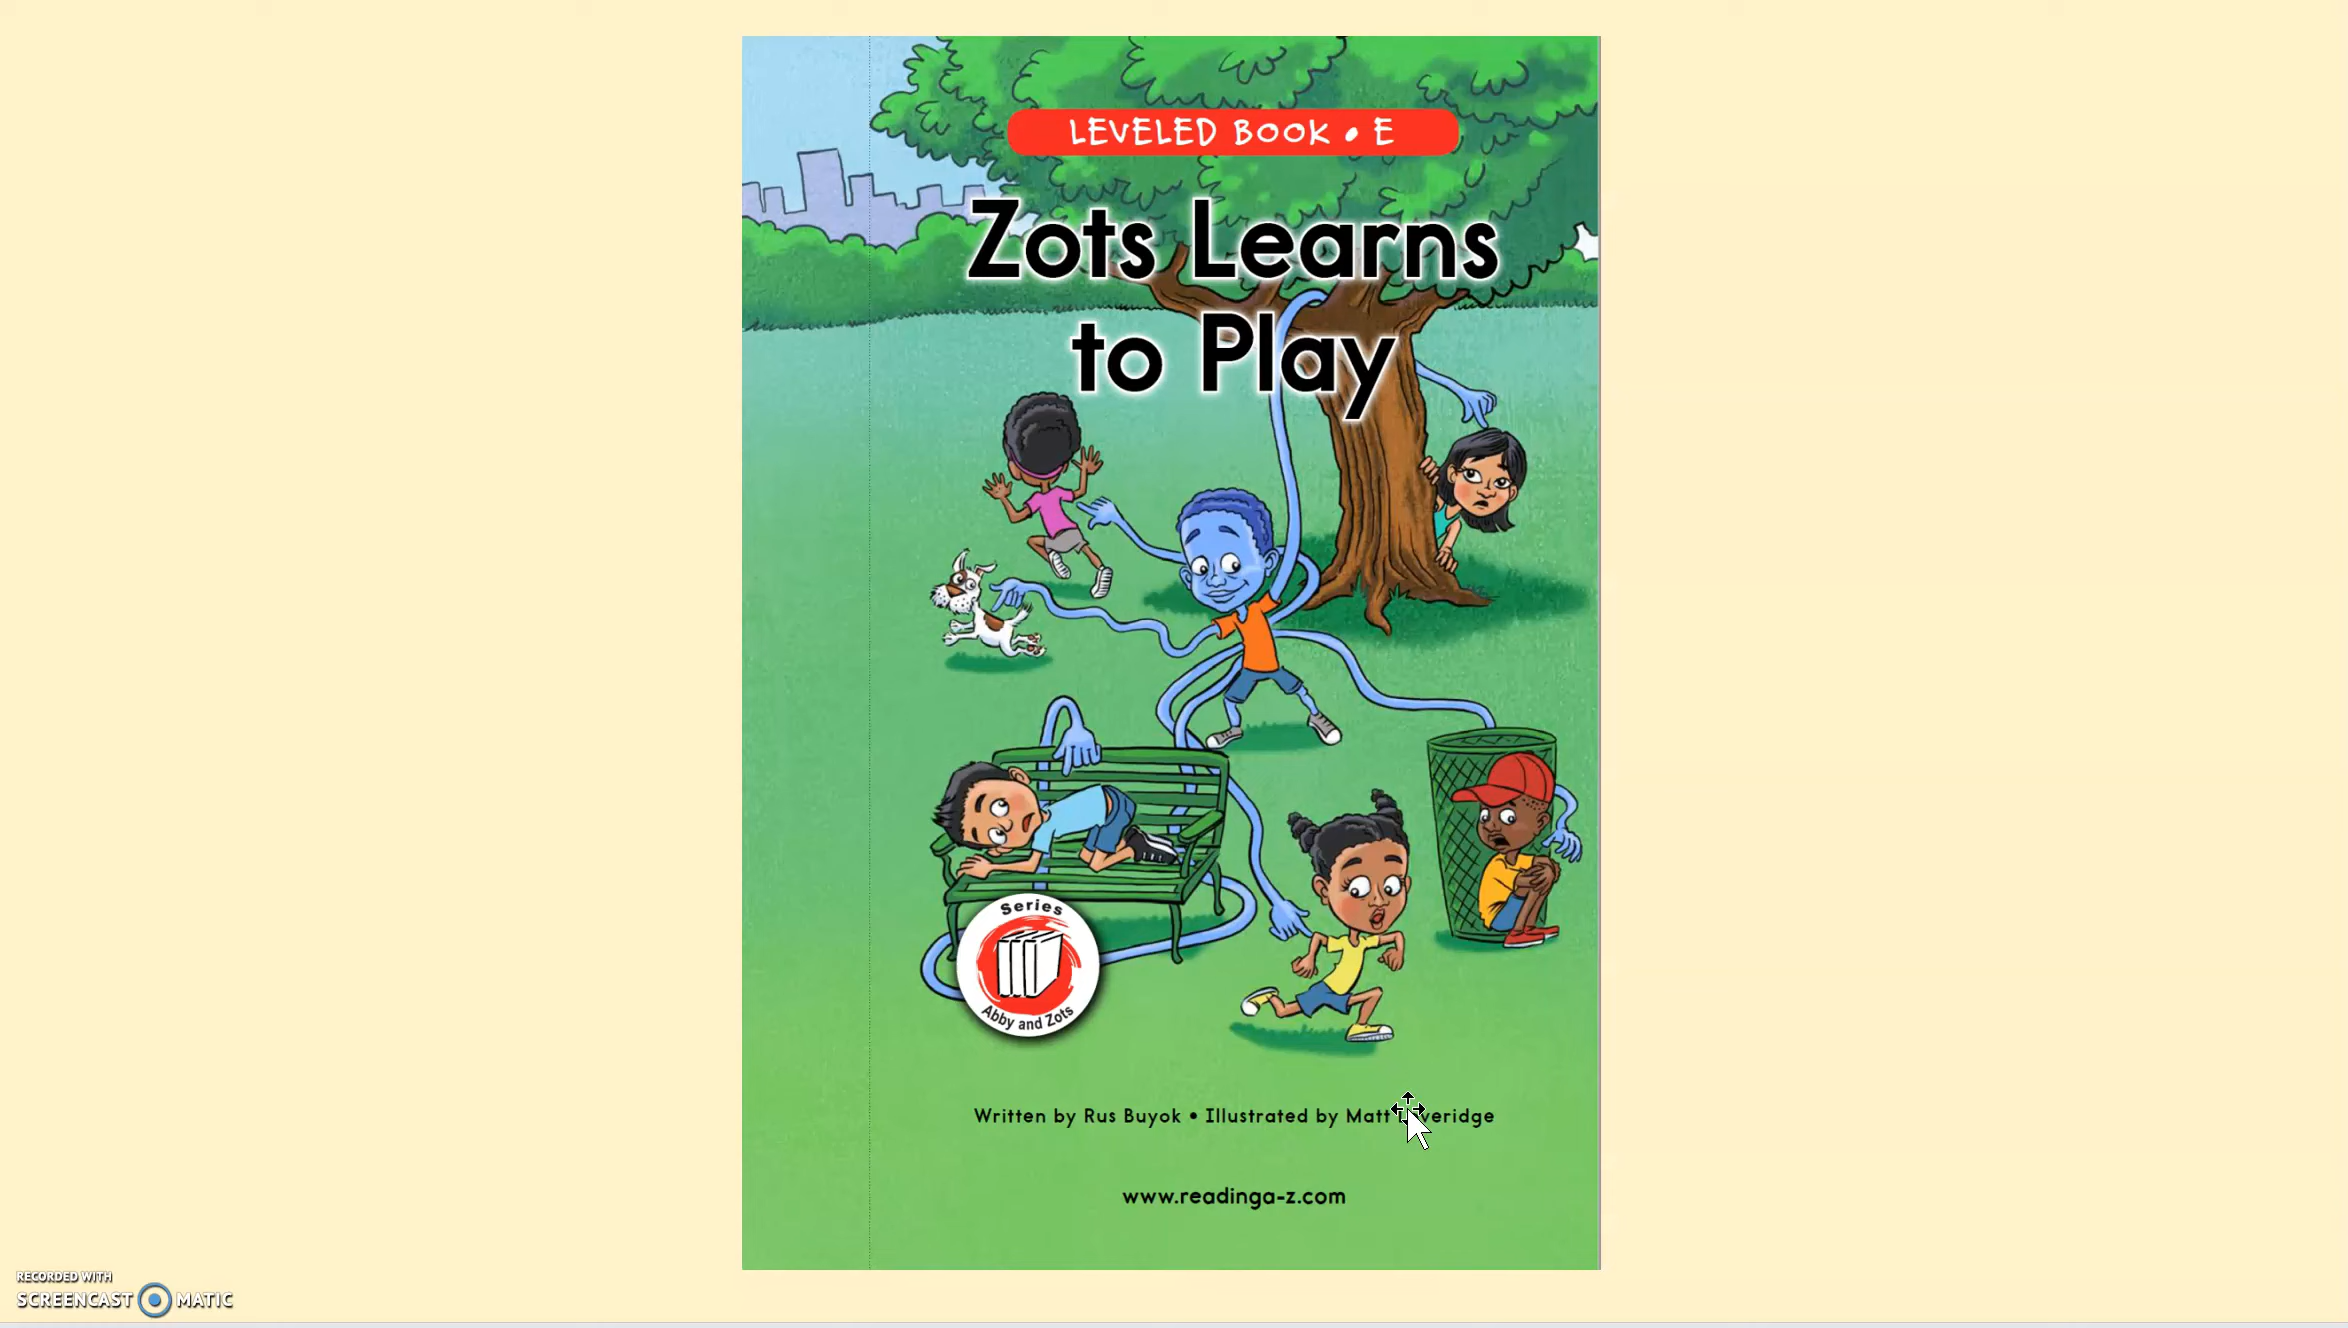 LEVELED BOOK • E
Zots Learns
to Play
Series
Abby and Zots
Written by Rus Buyok • Illustrated by Matt
www.readinga-z.com
RECORDED WITH
SCREENCAST MATIC